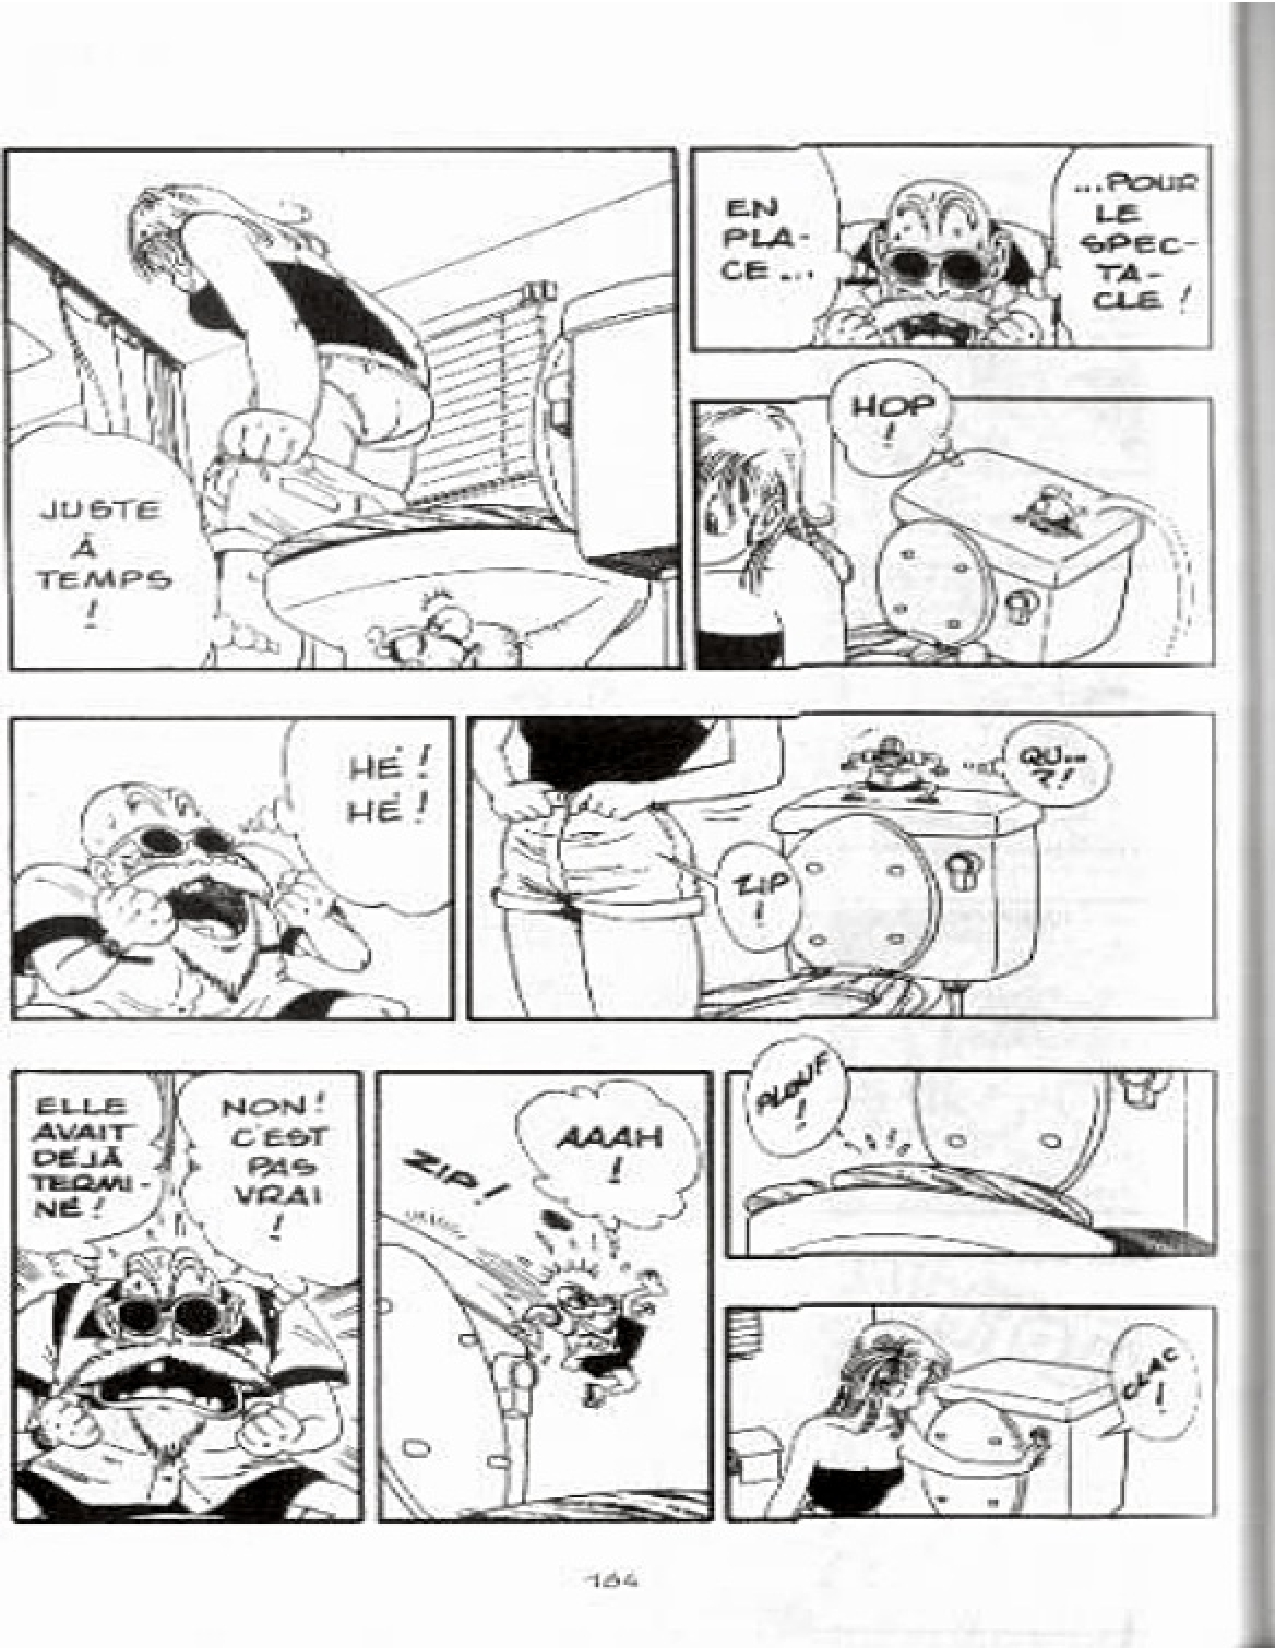 JUSTE
À
TEMPS
!
EN
PLA-
CE...
...POUR
LE
SPEC-
TA-
CLE !
HOP
!
HÉ !
HÉ !
ZIP
!
QU...
?!
ELLE
AVAIT
DÉJÀ
TERMI-
NÉ !
NON !
C'EST
PAS
VRAI
!
ZIP !
AAAH
!
PLOUF
!
CLAC
!
164